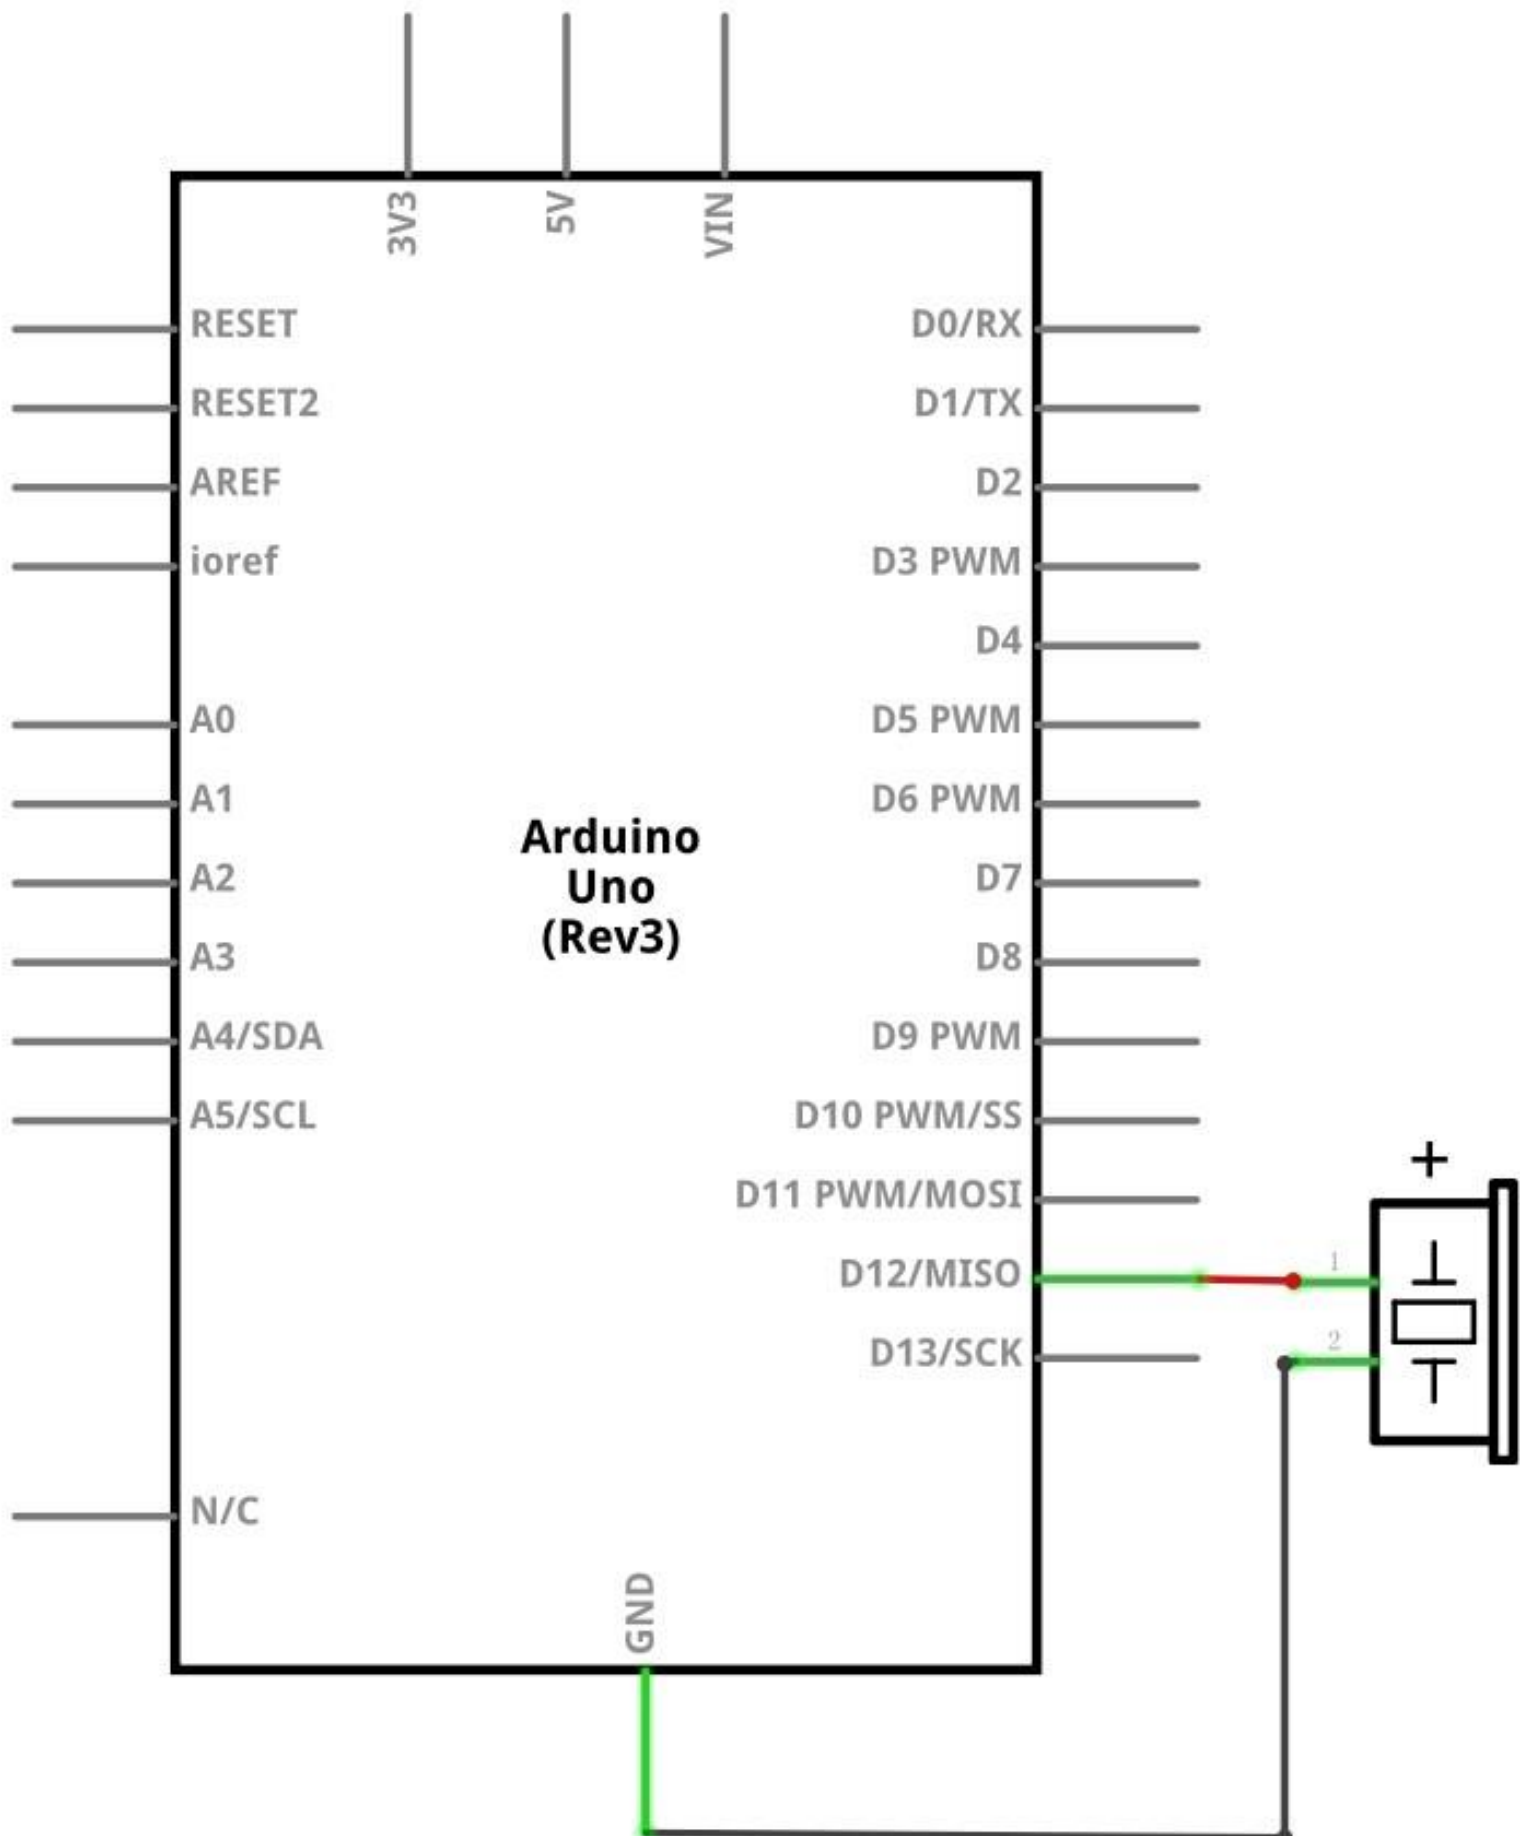 3V3
5V
VIN
RESET
RESET2
AREF
ioref
A0
A1
A2
A3
A4/SDA
A5/SCL
N/C
Arduino
Uno
(Rev3)
D0/RX
D1/TX
D2
D3 PWM
D4
D5 PWM
D6 PWM
D7
D8
D9 PWM
D10 PWM/SS
D11 PWM/MOSI
D12/MISO
D13/SCK
GND
+
1
2